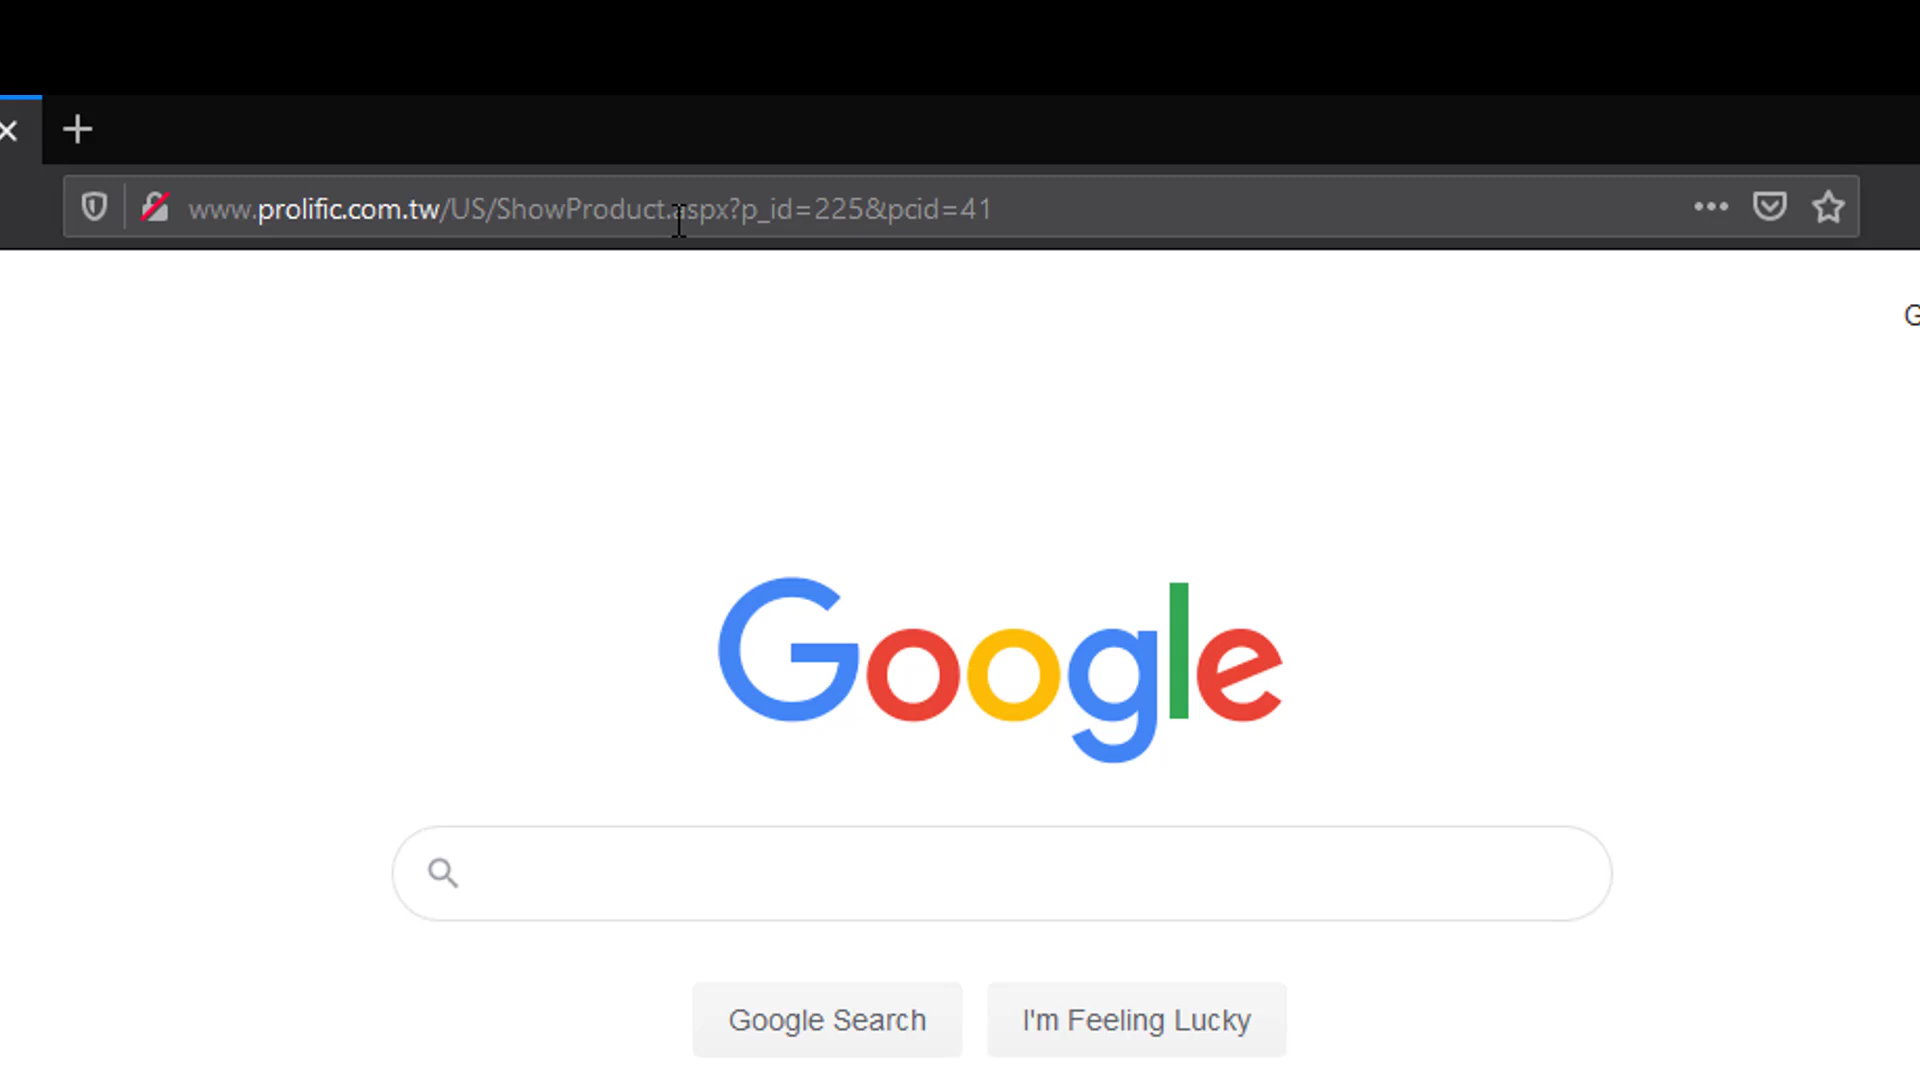 www.prolific.com.tw/US/ShowProduct.aspx?p_id=225&pcid=41
G
Google
Google Search
I'm Feeling Lucky